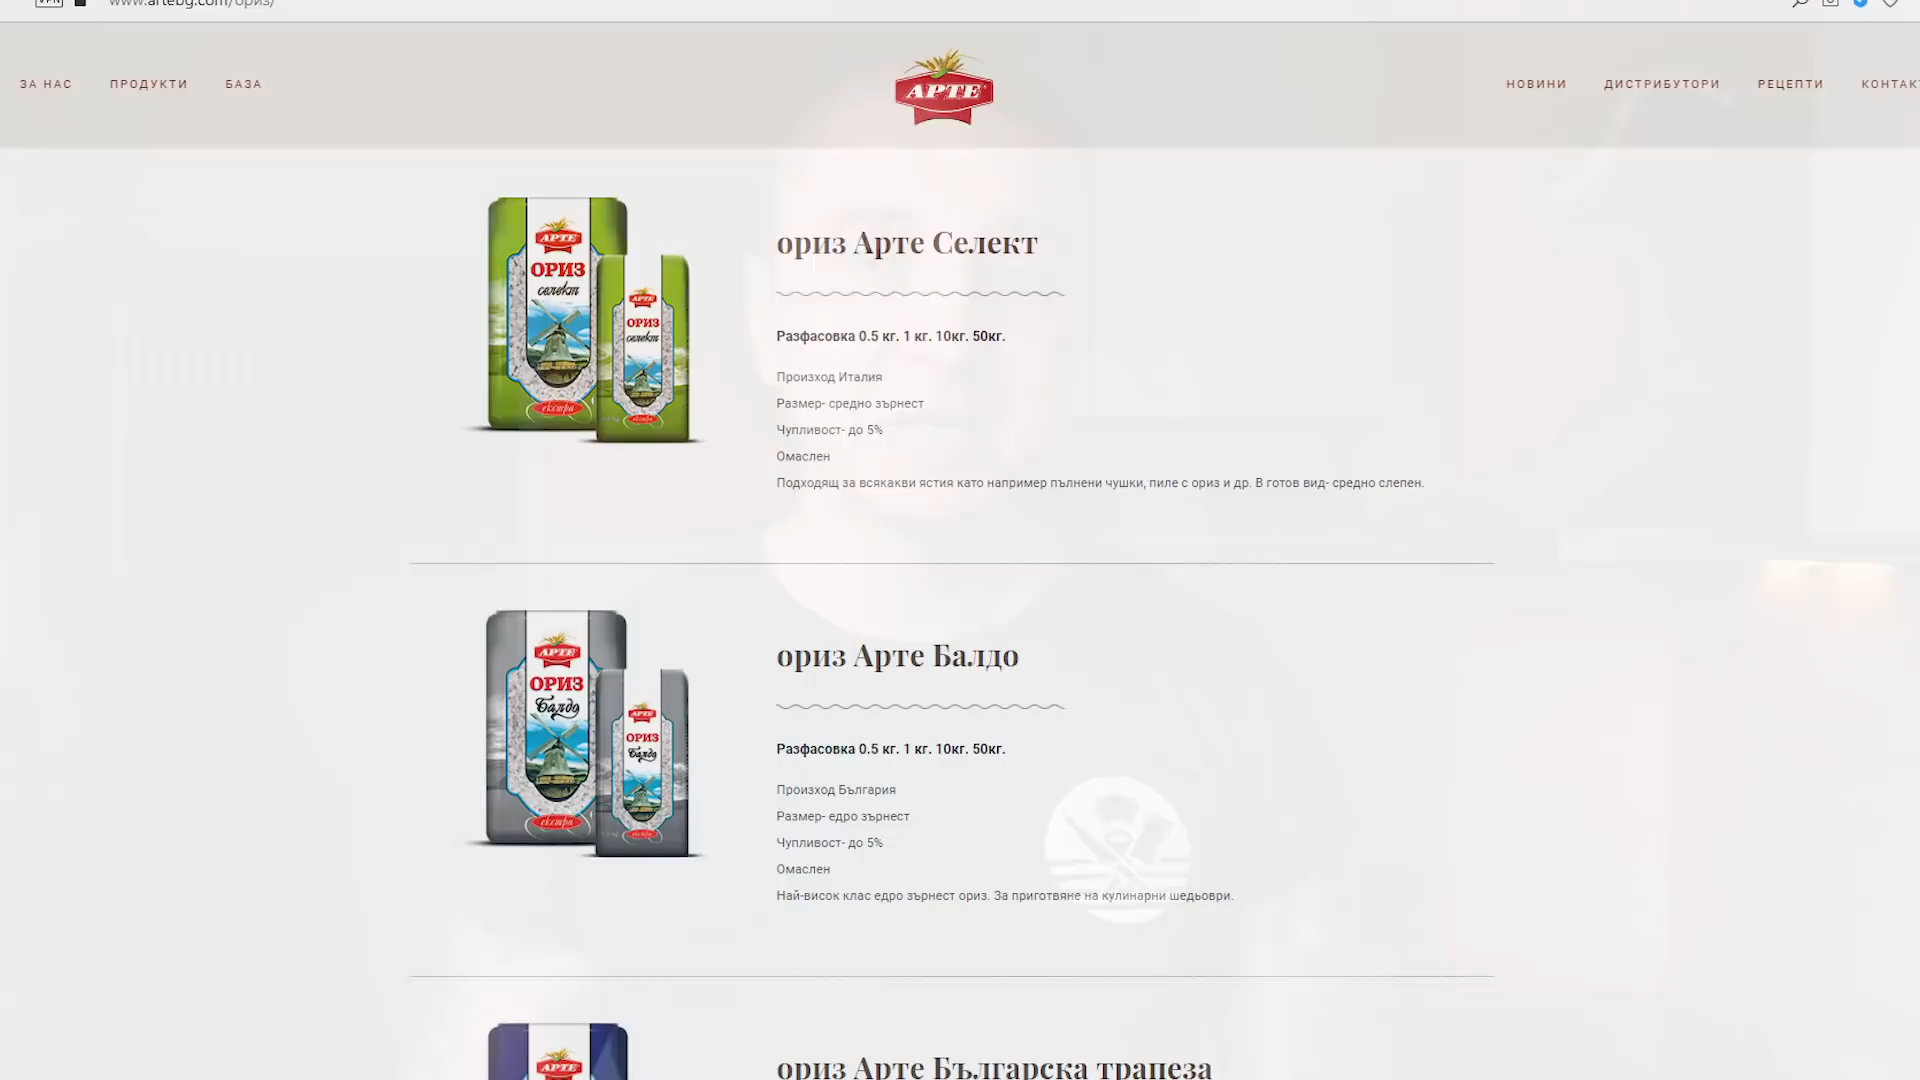 VPN www.artebg.com/ориз/
ЗА НАС ПРОДУКТИ БАЗА АРТЕ НОВИНИ ДИСТРИБУТОРИ РЕЦЕПТИ КОНТАК
АРТЕ
ОРИЗ
селект
екстра
АРТЕ
ОРИЗ
селект
екстра
ориз Арте Селект
Разфасовка 0.5 кг. 1 кг. 10кг. 50кг.
Произход Италия
Размер- средно зърнест
Чупливост- до 5%
Омаслен
Подходящ за всякакви ястия като например пълнени чушки, пиле с ориз и др. В готов вид- средно слепен.
АРТЕ
ОРИЗ
Балдо
екстра
АРТЕ
ОРИЗ
Балдо
екстра
ориз Арте Балдо
Разфасовка 0.5 кг. 1 кг. 10кг. 50кг.
Произход България
Размер- едро зърнест
Чупливост- до 5%
Омаслен
Най-висок клас едро зърнест ориз. За приготвяне на кулинарни шедьоври.
АРТЕ
ориз Арте Българска трапеза